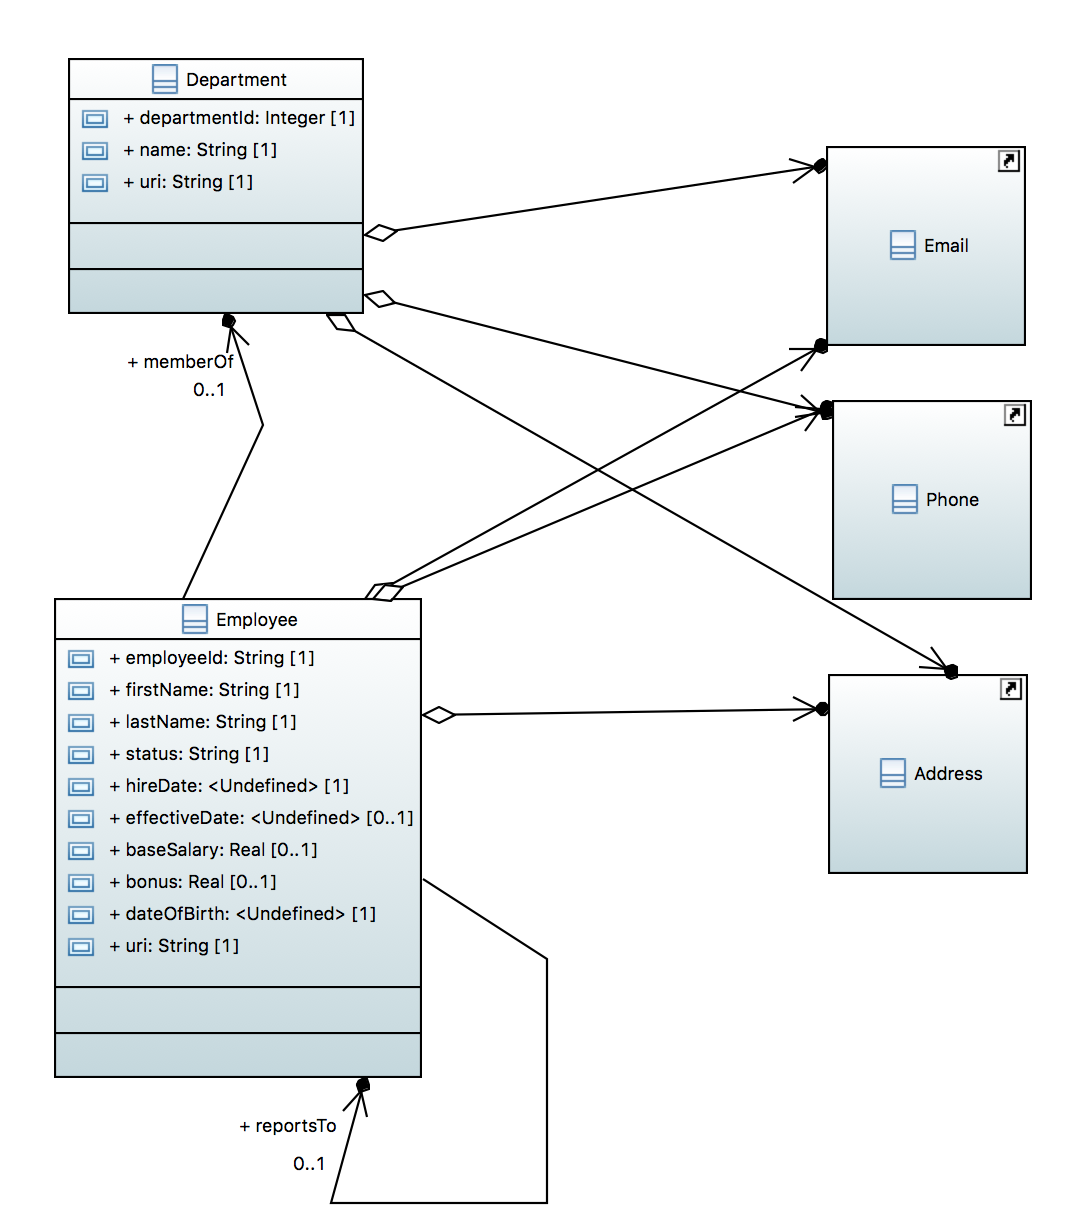 Department
+ departmentId: Integer [1]
+ name: String [1]
+ uri: String [1]
Email
+ memberOf
0..1
Phone
Employee
+ employeeId: String [1]
+ firstName: String [1]
+ lastName: String [1]
+ status: String [1]
+ hireDate: <Undefined> [1]
+ effectiveDate: <Undefined> [0..1]
+ baseSalary: Real [0..1]
+ bonus: Real [0..1]
+ dateOfBirth: <Undefined> [1]
+ uri: String [1]
Address
+ reportsTo
0..1